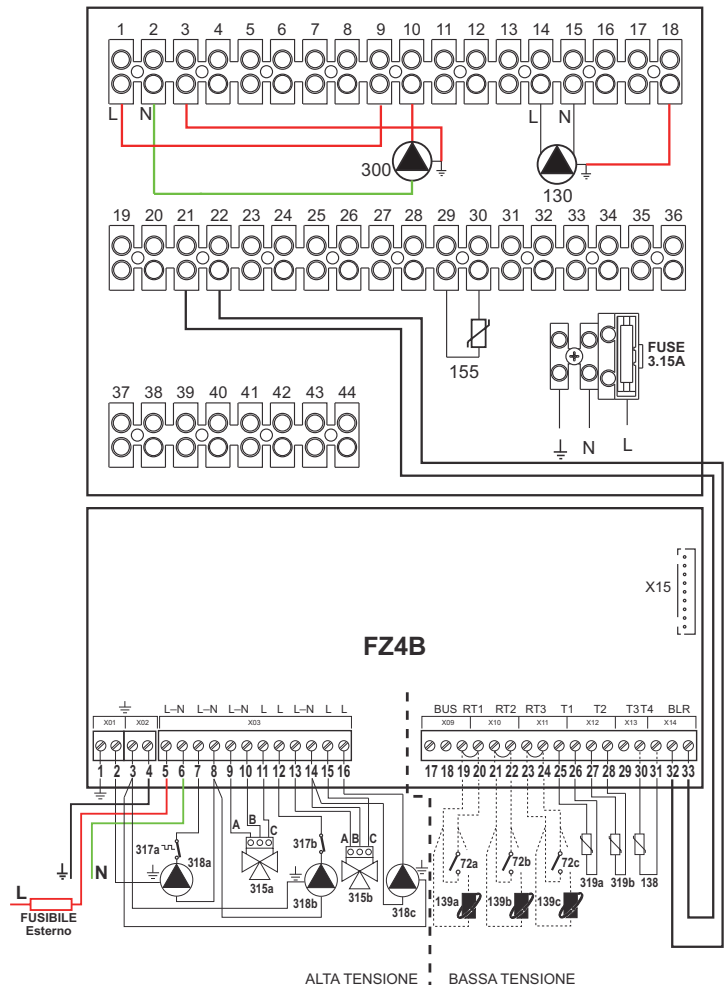 1 2 3 4 5 6 7 8 9 10 11 12 13 14 15 16 17 18
L N L N
300
130
19 20 21 22 23 24 25 26 27 28 29 30 31 32 33 34 35 36
155
FUSE
3.15A
N L
37 38 39 40 41 42 43 44
X15
FZ4B
L–N L–N L–N L L L–N L L
BUS RT1 RT2 RT3 T1 T2 T3 T4 BLR
X01 X02 X03 X09 X10 X11 X12 X13 X14
1 2 3 4 5 6 7 8 9 10 11 12 13 14 15 16 17 18 19 20 21 22 23 24 25 26 27 28 29 30 31 32 33
A B C
A B C
317a 318a
317b
315a
318b
315b
318c
72a 72b 72c
319a 319b 138
139a 139b 139c
N
L
FUSIBILE
Esterno
ALTA TENSIONE BASSA TENSIONE